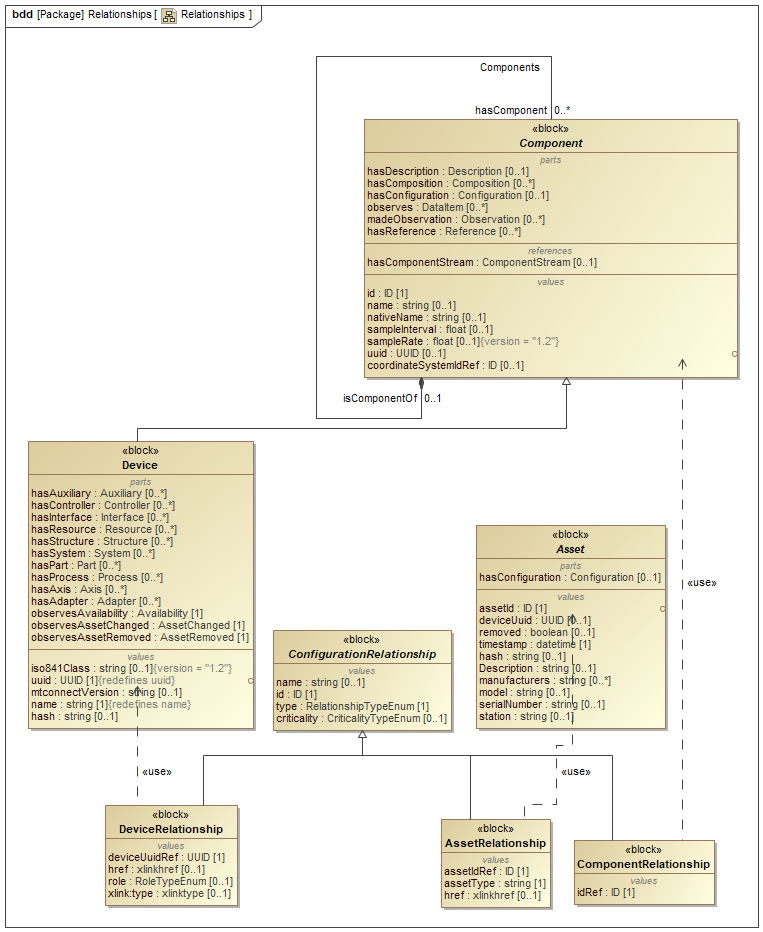 bdd [Package] Relationships [ Relationships ]
Components
hasComponent 0..*
«block»
Component
parts
hasDescription : Description [0..1]
hasComposition : Composition [0..*]
hasConfiguration : Configuration [0..1]
observes : DataItem [0..*]
madeObservation : Observation [0..*]
hasReference : Reference [0..*]
references
hasComponentStream : ComponentStream [0..1]
values
id : ID [1]
name : string [0..1]
nativeName : string [0..1]
sampleInterval : float [0..1]
sampleRate : float [0..1]{version = "1.2"}
uuid : UUID [0..1]
coordinateSystemIdRef : ID [0..1]
isComponentOf 0..1
«block»
Device
parts
hasAuxiliary : Auxiliary [0..*]
hasController : Controller [0..*]
hasInterface : Interface [0..*]
hasResource : Resource [0..*]
hasStructure : Structure [0..*]
hasSystem : System [0..*]
hasPart : Part [0..*]
hasProcess : Process [0..*]
hasAxis : Axis [0..*]
hasAdapter : Adapter [0..*]
observesAvailability : Availability [1]
observesAssetChanged : AssetChanged [1]
observesAssetRemoved : AssetRemoved [1]
values
iso841Class : string [0..1]{version = "1.2"}
uuid : UUID [1]{redefines uuid}
mtconnectVersion : string [0..1]
name : string [1]{redefines name}
hash : string [0..1]
«block»
Asset
parts
hasConfiguration : Configuration [0..1]
values
assetId : ID [1]
deviceUuid : UUID [0..1]
removed : boolean [0..1]
timestamp : datetime [1]
hash : string [0..1]
Description : string [0..1]
manufacturers : string [0..*]
model : string [0..1]
serialNumber : string [0..1]
station : string [0..1]
«use»
«block»
ConfigurationRelationship
values
name : string [0..1]
id : ID [1]
type : RelationshipTypeEnum [1]
criticality : CriticalityTypeEnum [0..1]
«use»
«use»
«block»
DeviceRelationship
values
deviceUuidRef : UUID [1]
href : xlinkhref [0..1]
role : RoleTypeEnum [0..1]
xlink:type : xlinktype [0..1]
«block»
AssetRelationship
values
assetIdRef : ID [1]
assetType : string [1]
href : xlinkhref [0..1]
«block»
ComponentRelationship
values
idRef : ID [1]